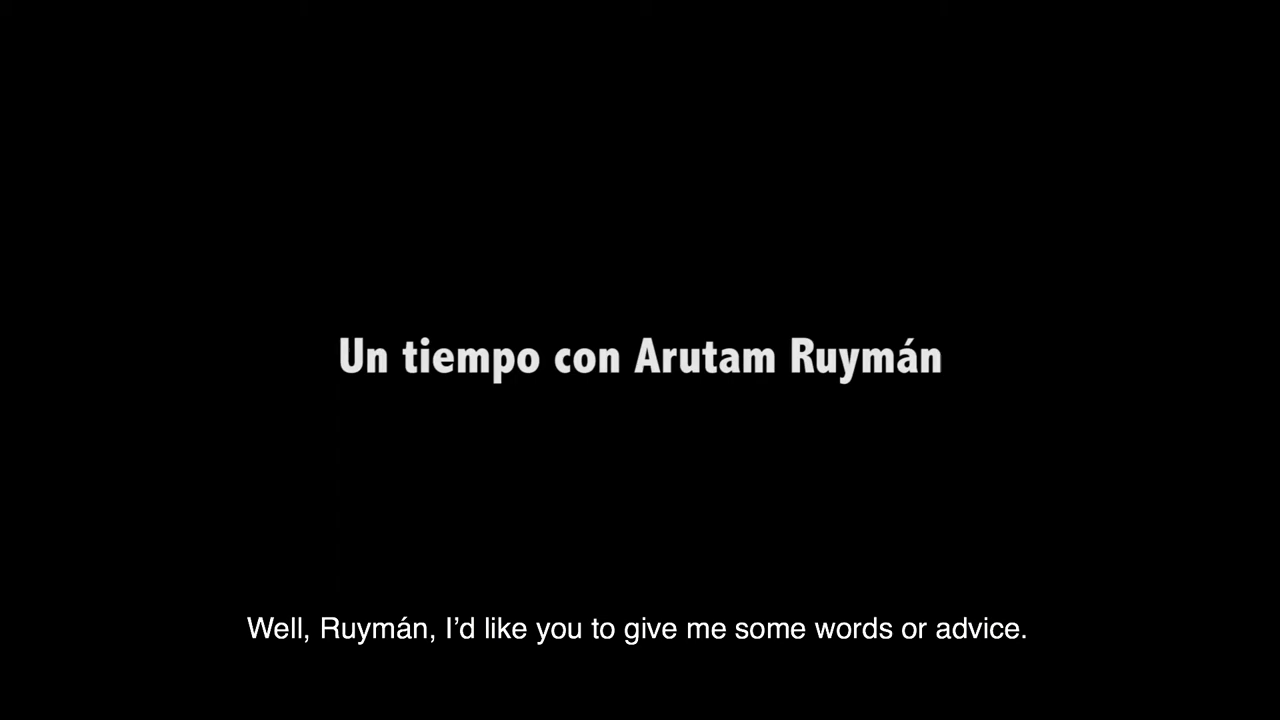 Un tiempo con Arutam Ruymán
Well, Ruymán, I’d like you to give me some words or advice.